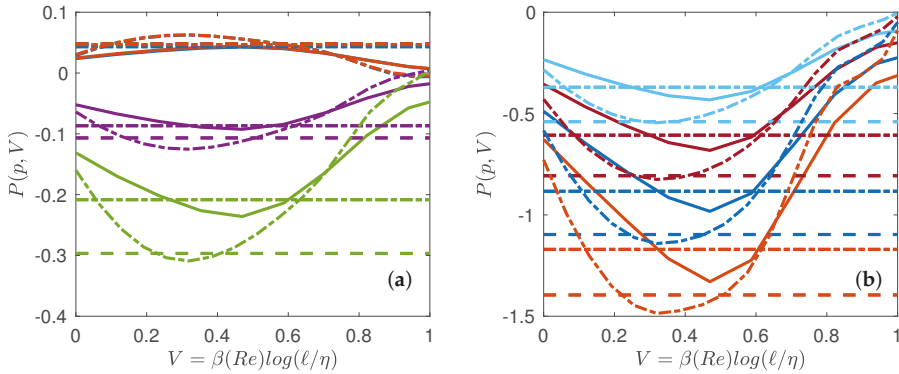 0.1
0
-0.1
-0.2
-0.3
-0.4
P(p, V)
0 0.2 0.4 0.6 0.8 1
V = β(Re)log(ℓ/η)
(a)
0
-0.5
-1
-1.5
P(p, V)
0 0.2 0.4 0.6 0.8 1
V = β(Re)log(ℓ/η)
(b)